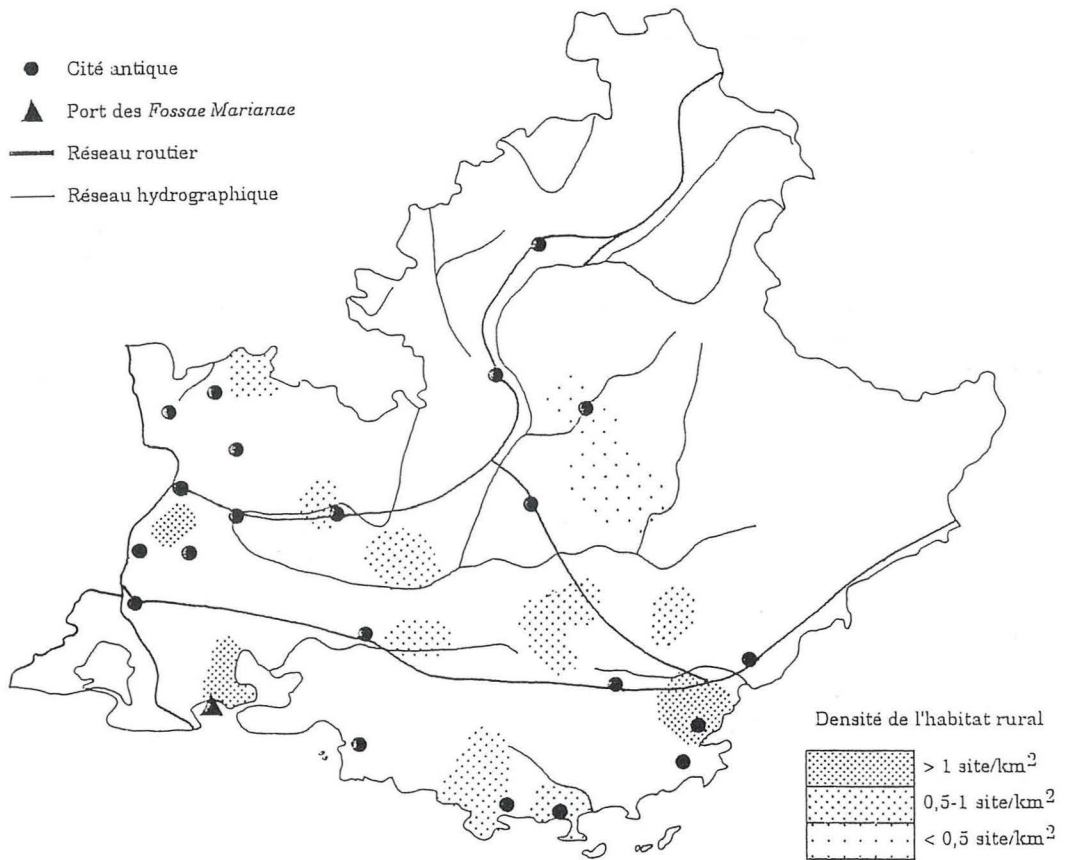 Cité antique
Port des Fossae Marianae
Réseau routier
Réseau hydrographique
Densité de l'habitat rural
> 1 site/km²
0,5-1 site/km²
< 0,5 site/km²